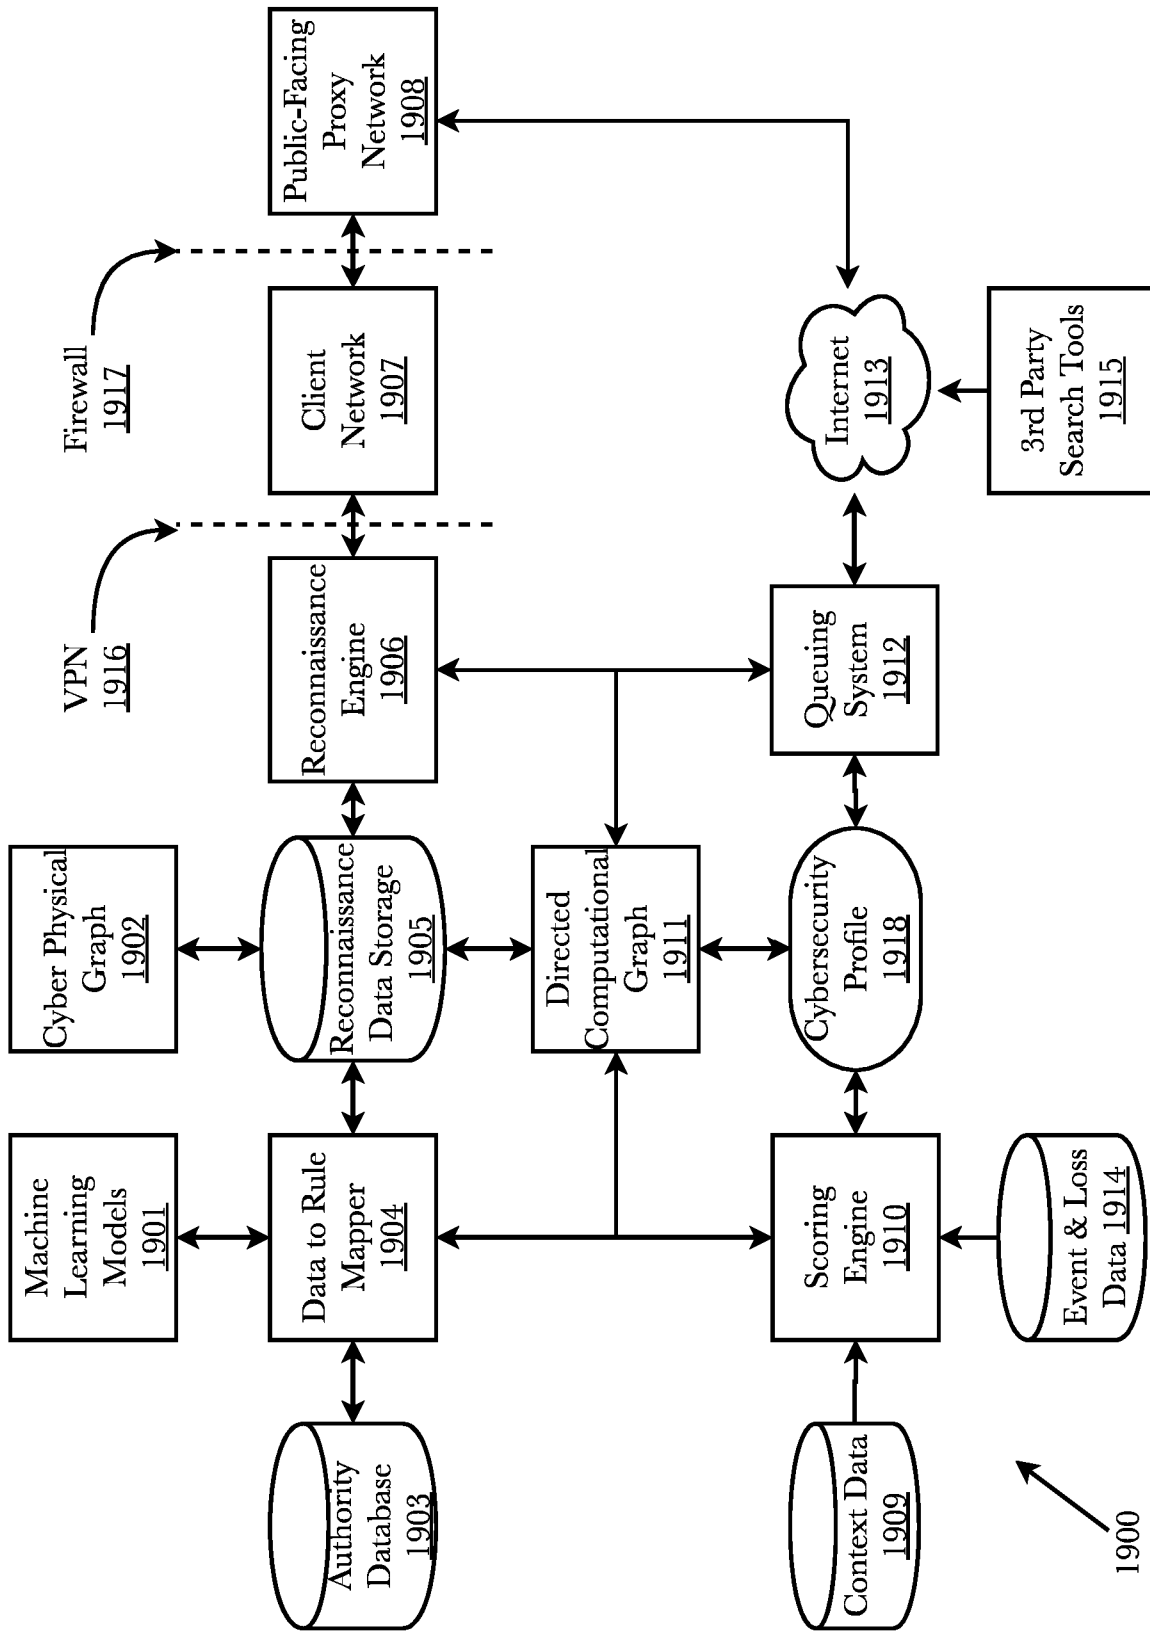 Machine
Learning
Models
1901
Cyber Physical
Graph
1902
VPN
1916
Firewall
1917
Authority
Database
1903
Data to Rule
Mapper
1904
Reconnaissance
Data Storage
1905
Reconnaissance
Engine
1906
Client
Network
1907
Public-Facing
Proxy
Network
1908
Directed
Computational
Graph
1911
Context Data
1909
Scoring
Engine
1910
Cybersecurity
Profile
1918
Queuing
System
1912
Internet
1913
Event & Loss
Data 1914
3rd Party
Search Tools
1915
1900